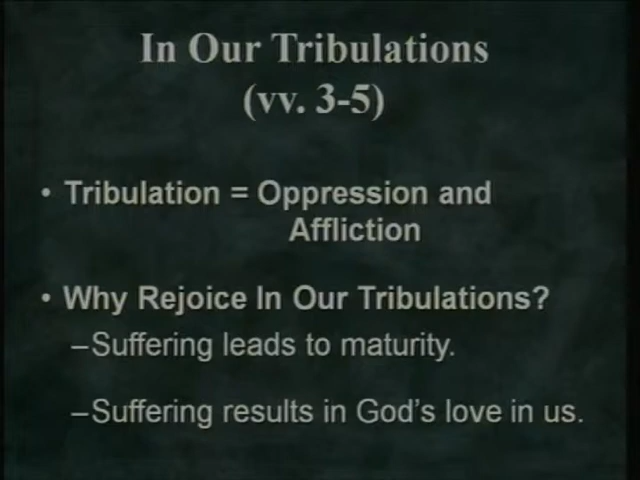 In Our Tribulations
(vv. 3-5)
• Tribulation = Oppression and
Affliction
• Why Rejoice In Our Tribulations?
–Suffering leads to maturity.
–Suffering results in God's love in us.